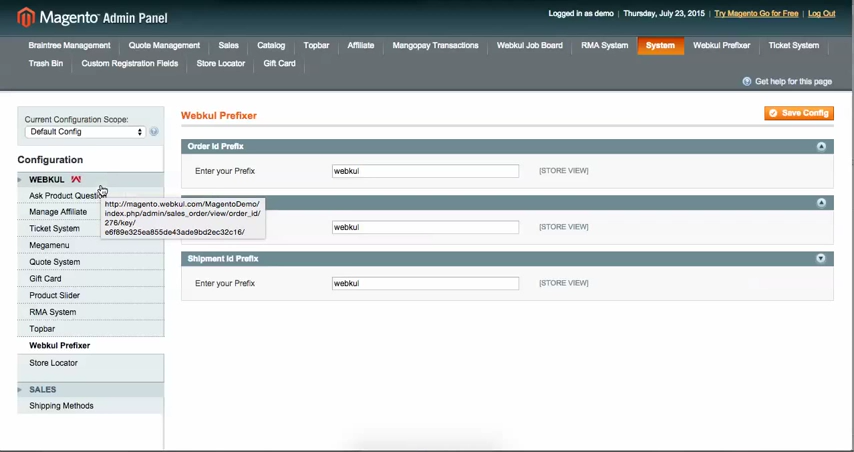 Magento Admin Panel
Logged in as demo | Thursday, July 23, 2015 | Try Magento Go for Free | Log Out
Braintree Management Quote Management Sales Catalog Topbar Affiliate Mangopay Transactions Webkul Job Board RMA System System Webkul Prefixer Ticket System
Trash Bin Custom Registration Fields Store Locator Gift Card
Get help for this page
Current Configuration Scope:
Default Config
Configuration
WEBKUL
Ask Product Question
Manage Affiliate
Ticket System
Megamenu
Quote System
Gift Card
Product Slider
RMA System
Topbar
Webkul Prefixer
Store Locator
SALES
Shipping Methods
http://magento.webkul.com/MagentoDemo/
index.php/admin/sales_order/view/order_id/
276/key/
e6f89e325ea855de43ade9bd2ec32c16/
Webkul Prefixer
Save Config
Order Id Prefix
Enter your Prefix webkul [STORE VIEW]
webkul [STORE VIEW]
Shipment Id Prefix
Enter your Prefix webkul [STORE VIEW]